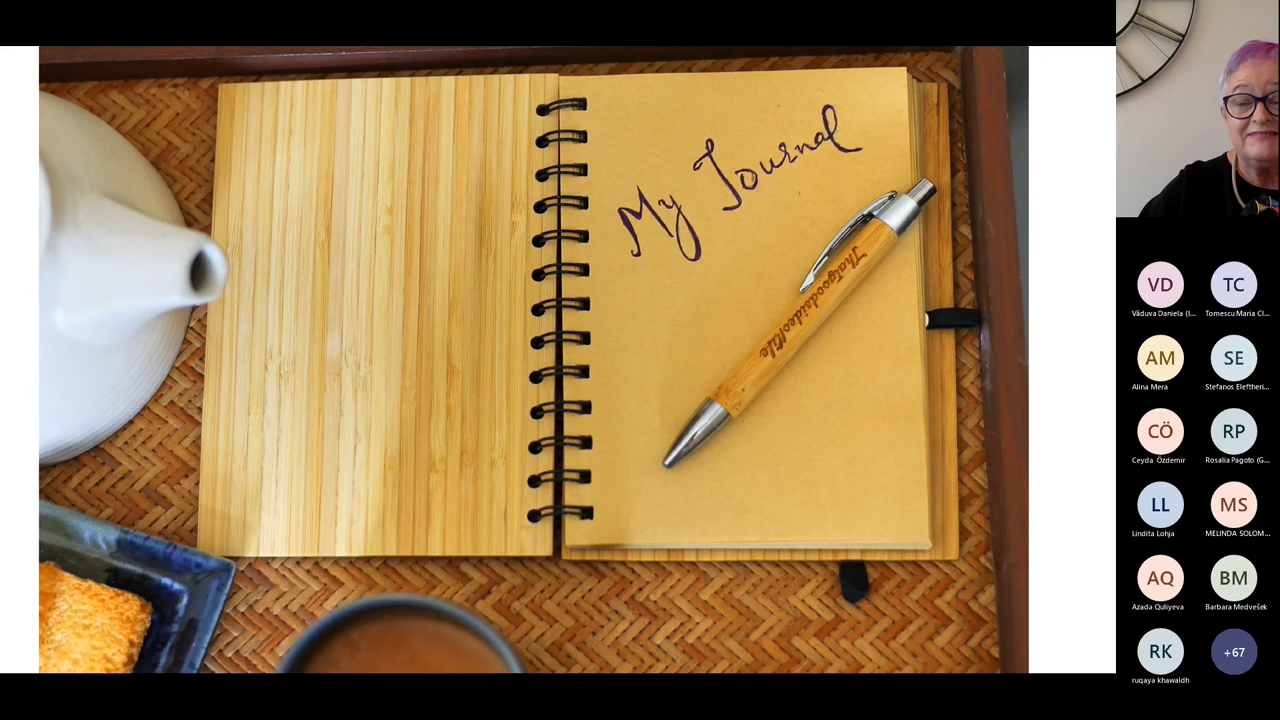 My Journal
Thatgoodsideoflife
VD
TC
Văduva Daniela (I...
Tomescu Maria Cl...
AM
SE
Alina Mera
Stefanos Eleftheri...
CÖ
RP
Ceyda Özdemir
Rosalia Pagoto (G...
LL
MS
Lindita Lohja
MELINDA SOLOM...
AQ
BM
Azada Quliyeva
Barbara Medvešek
RK
+67
ruqaya khawaldh